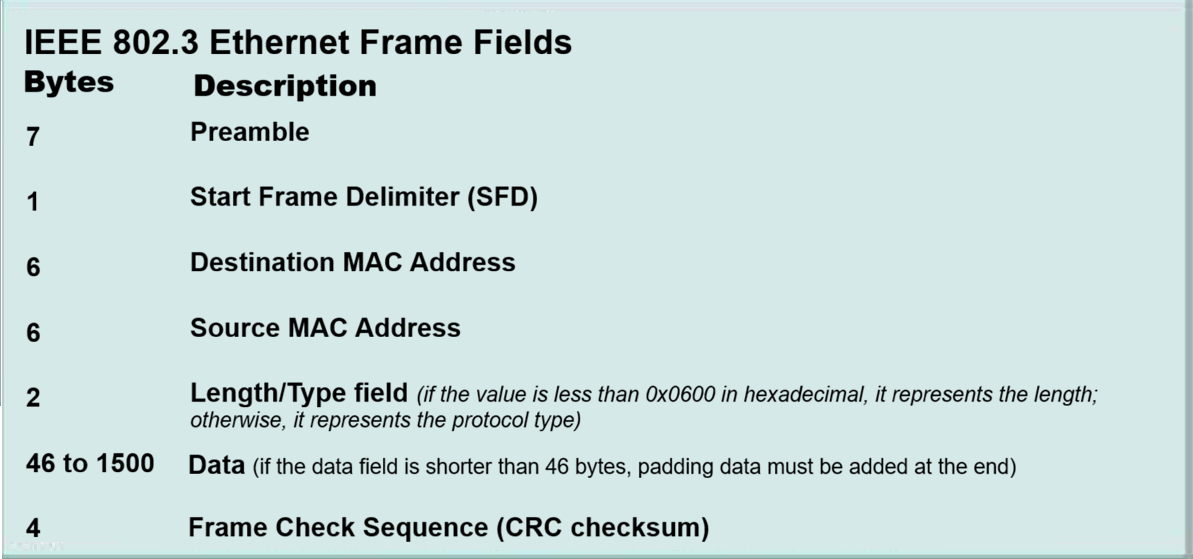 IEEE 802.3 Ethernet Frame Fields
Bytes Description
7 Preamble
1 Start Frame Delimiter (SFD)
6 Destination MAC Address
6 Source MAC Address
2 Length/Type field (if the value is less than 0x0600 in hexadecimal, it represents the length;
otherwise, it represents the protocol type)
46 to 1500 Data (if the data field is shorter than 46 bytes, padding data must be added at the end)
4 Frame Check Sequence (CRC checksum)